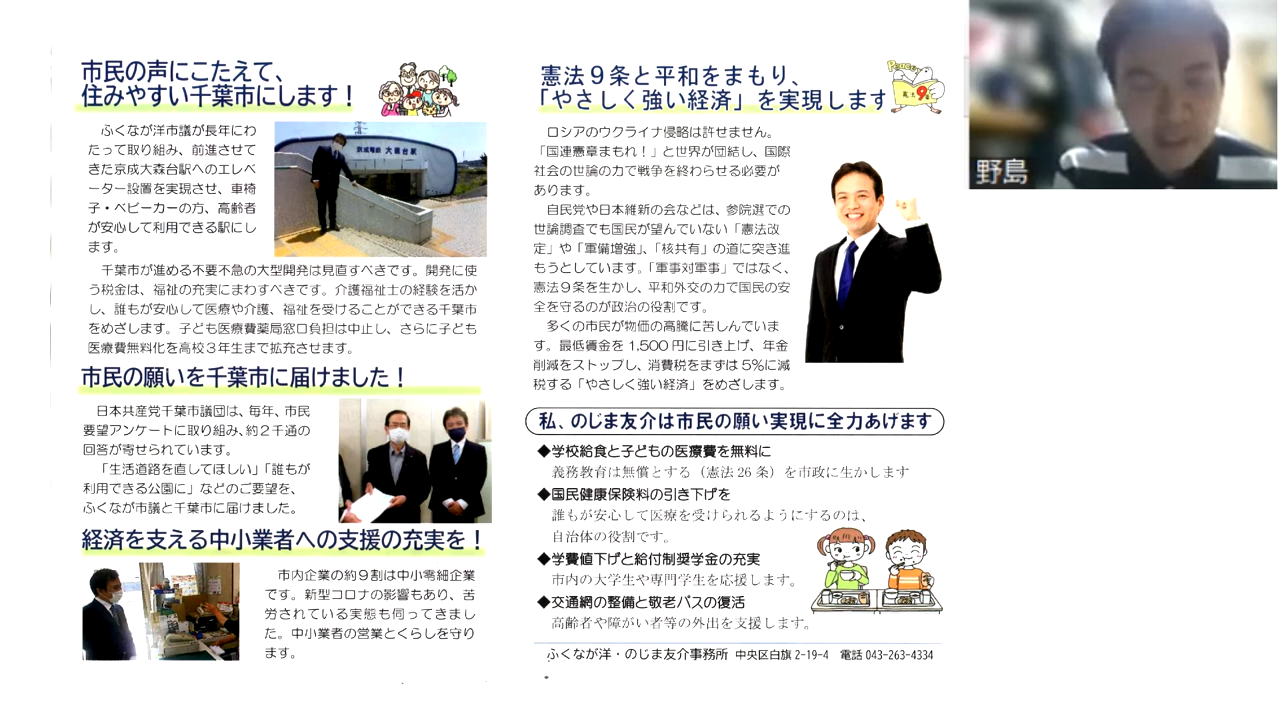 市民の声にこたえて、
住みやすい千葉市にします！
ふくなが洋市議が長年にわ
たって取り組み、前進させて
きた京成大森台駅へのエレベ
ーター設置を実現させ、車椅
子・ベビーカーの方、高齢者
が安心して利用できる駅にし
ます。
京成電鉄 大森台駅
千葉市が進める不要不急の大型開発は見直すべきです。開発に使
う税金は、福祉の充実にまわすべきです。介護福祉士の経験を活か
し、誰もが安心して医療や介護、福祉を受けることができる千葉市
をめざします。子ども医療費薬局窓口負担は中止し、さらに子ども
医療費無料化を高校３年生まで拡充させます。
市民の願いを千葉市に届けました！
日本共産党千葉市議団は、毎年、市民
要望アンケートに取り組み、約２千通の
回答が寄せられています。
「生活道路を直してほしい」「誰もが
利用できる公園に」などのご要望を、
ふくなが市議と千葉市に届けました。
経済を支える中小業者への支援の充実を！
市内企業の約９割は中小零細企業
です。新型コロナの影響もあり、苦
労されている実態も伺ってきまし
た。中小業者の営業とくらしを守り
ます。
憲法９条と平和をまもり、
「やさしく強い経済」を実現します
Peace
憲法9条
ロシアのウクライナ侵略は許せません。
「国連憲章まもれ！」と世界が団結し、国際
社会の世論の力で戦争を終わらせる必要が
あります。
自民党や日本維新の会などは、参院選での
世論調査でも国民が望んでいない「憲法改
定」や「軍備増強」、「核共有」の道に突き進
もうとしています。「軍事対軍事」ではなく、
憲法９条を生かし、平和外交の力で国民の安
全を守るのが政治の役割です。
多くの市民が物価の高騰に苦しんでいま
す。最低賃金を 1,500 円に引き上げ、年金
削減をストップし、消費税をまずは 5%に減
税する「やさしく強い経済」をめざします。
私、のじま友介は市民の願い実現に全力あげます
◆学校給食と子どもの医療費を無料に
義務教育は無償とする（憲法 26 条）を市政に生かします
◆国民健康保険料の引き下げを
誰もが安心して医療を受けられるようにするのは、
自治体の役割です。
◆学費値下げと給付制奨学金の充実
市内の大学生や専門学生を応援します。
◆交通網の整備と敬老パスの復活
高齢者や障がい者等の外出を支援します。
ふくなが洋・のじま友介事務所 中央区白旗 2-19-4 電話 043-263-4334
野島